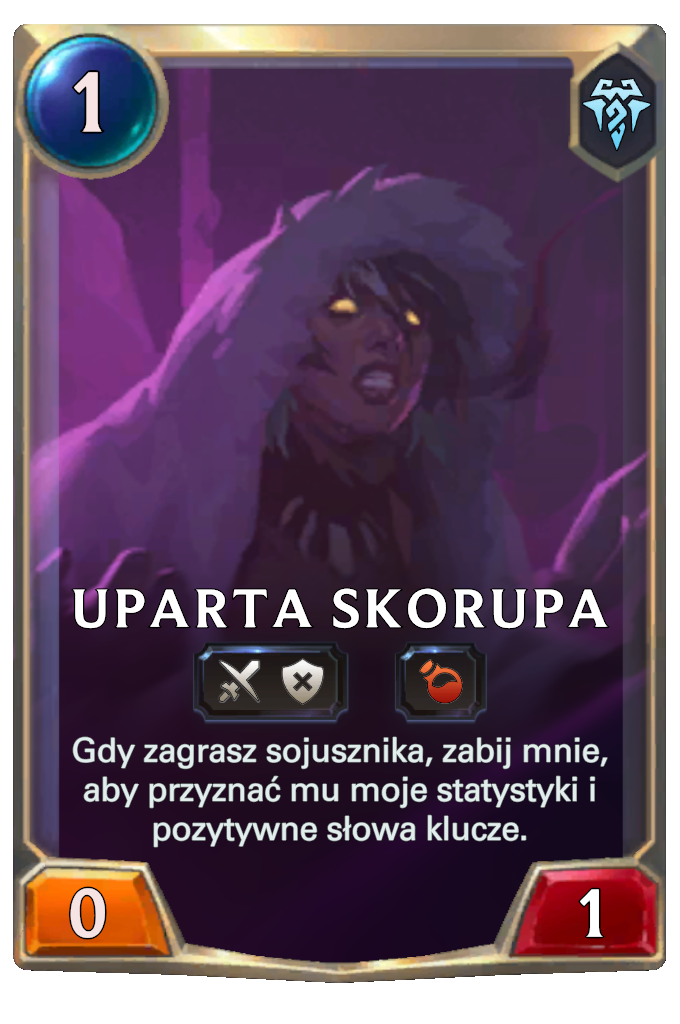 1
UPARTA SKORUPA
Gdy zagrasz sojusznika, zabij mnie,
aby przyznać mu moje statystyki i
pozytywne słowa klucze.
0
1